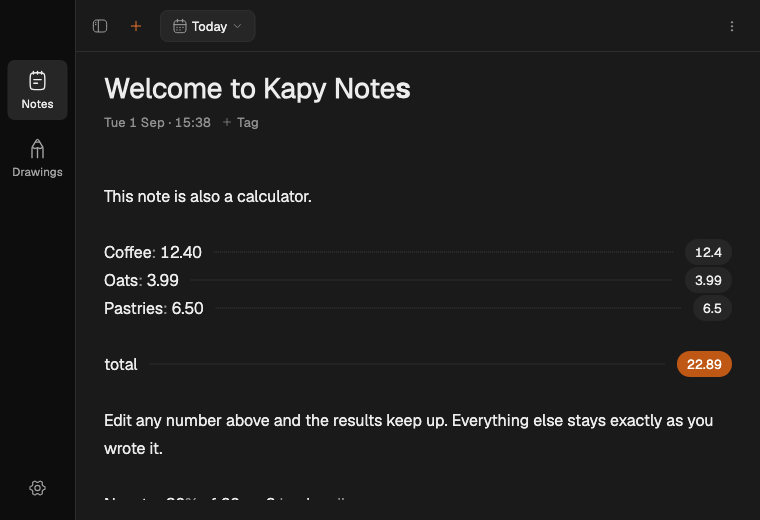 Today
Welcome to Kapy Notes
Tue 1 Sep · 15:38 + Tag
Notes
Drawings
This note is also a calculator.
Coffee: 12.40 12.4
Oats: 3.99 3.99
Pastries: 6.50 6.5
total 22.89
Edit any number above and the results keep up. Everything else stays exactly as you
wrote it.